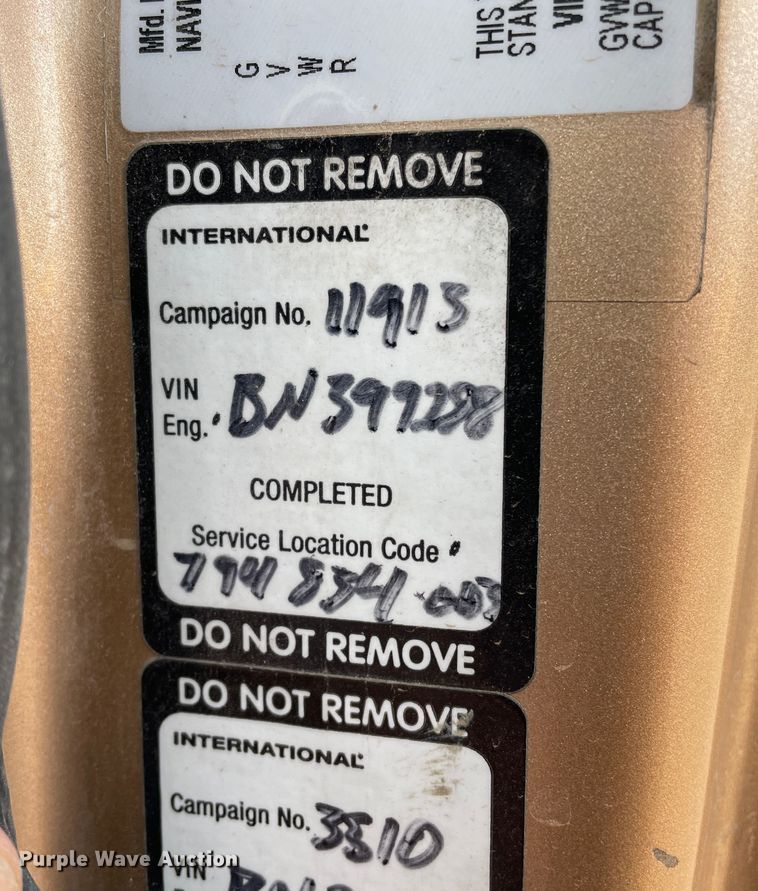 Mfd.
NAVI
G
V
W
R
THIS
STAN
VI
GVW
CAP
DO NOT REMOVE
INTERNATIONAL
Campaign No. 11913
VIN
Eng. # BN399288
COMPLETED
Service Location Code #
DO NOT REMOVE
DO NOT REMOVE
INTERNATIONAL
Campaign No. 3510
VIN
Purple Wave Auction